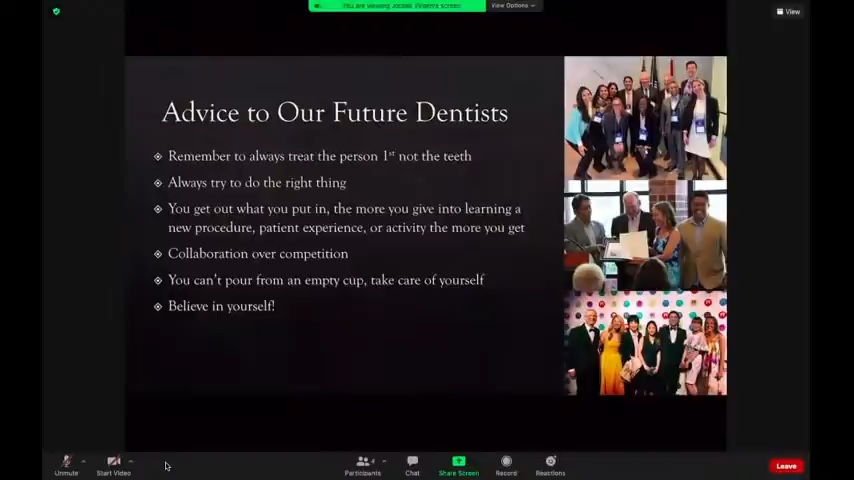 View Options
View
Advice to Our Future Dentists
Remember to always treat the person 1st not the teeth
Always try to do the right thing
You get out what you put in, the more you give into learning a
new procedure, patient experience, or activity the more you get
Collaboration over competition
You can't pour from an empty cup, take care of yourself
Believe in yourself!
Unmute
Start Video
Participants
4
Chat
Share Screen
Record
Reactions
Leave